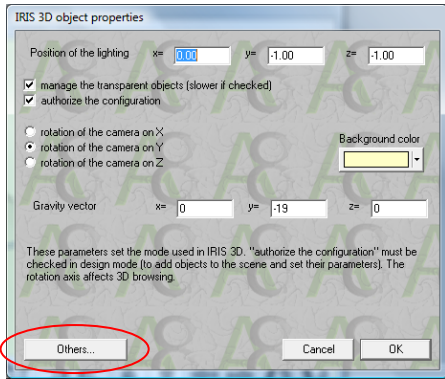 IRIS 3D object properties
Position of the lighting x= 0.00 y= -1.00 z= -1.00
manage the transparent objects (slower if checked)
authorize the configuration
rotation of the camera on X
rotation of the camera on Y
rotation of the camera on Z
Background color
Gravity vector x= 0 y= -19 z= 0
These parameters set the mode used in IRIS 3D. "authorize the configuration" must be
checked in design mode (to add objects to the scene and set their parameters). The
rotation axis affects 3D browsing.
Others... Cancel OK